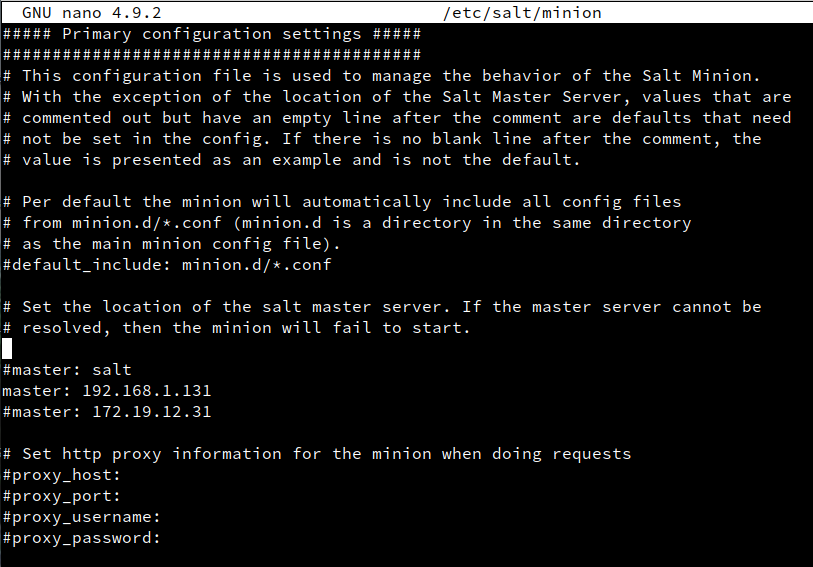 GNU nano 4.9.2 /etc/salt/minion
##### Primary configuration settings #####
##########################################
# This configuration file is used to manage the behavior of the Salt Minion.
# With the exception of the location of the Salt Master Server, values that are
# commented out but have an empty line after the comment are defaults that need
# not be set in the config. If there is no blank line after the comment, the
# value is presented as an example and is not the default.

# Per default the minion will automatically include all config files
# from minion.d/*.conf (minion.d is a directory in the same directory
# as the main minion config file).
#default_include: minion.d/*.conf

# Set the location of the salt master server. If the master server cannot be
# resolved, then the minion will fail to start.

#master: salt
master: 192.168.1.131
#master: 172.19.12.31

# Set http proxy information for the minion when doing requests
#proxy_host:
#proxy_port:
#proxy_username:
#proxy_password: